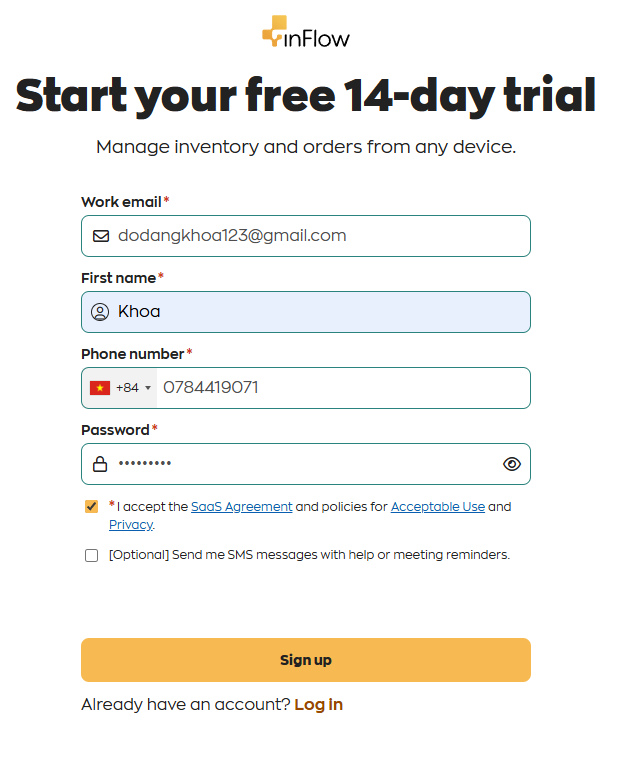 inFlow
Start your free 14-day trial
Manage inventory and orders from any device.
Work email*
dodangkhoa123@gmail.com
First name*
Khoa
Phone number*
+84 0784419071
Password*
•••••••••
*I accept the SaaS Agreement and policies for Acceptable Use and
Privacy.
[Optional] Send me SMS messages with help or meeting reminders.
Sign up
Already have an account? Log in